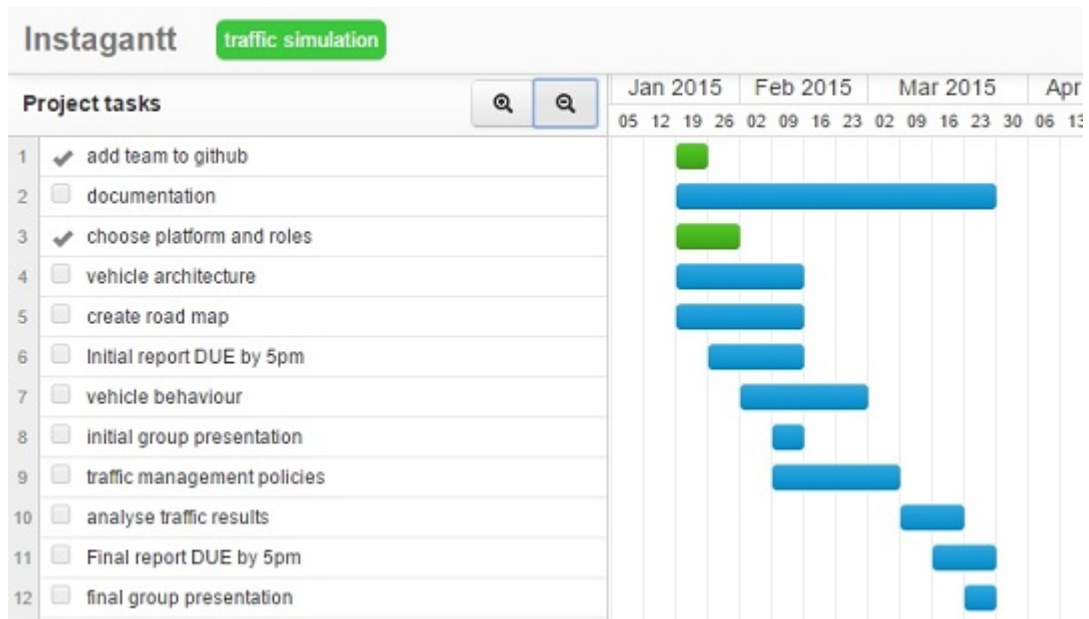 Instagantt traffic simulation
Project tasks
Jan 2015 Feb 2015 Mar 2015 Apr
05 12 19 26 02 09 16 23 02 09 16 23 30 06 13
1 add team to github
2 documentation
3 choose platform and roles
4 vehicle architecture
5 create road map
6 Initial report DUE by 5pm
7 vehicle behaviour
8 initial group presentation
9 traffic management policies
10 analyse traffic results
11 Final report DUE by 5pm
12 final group presentation